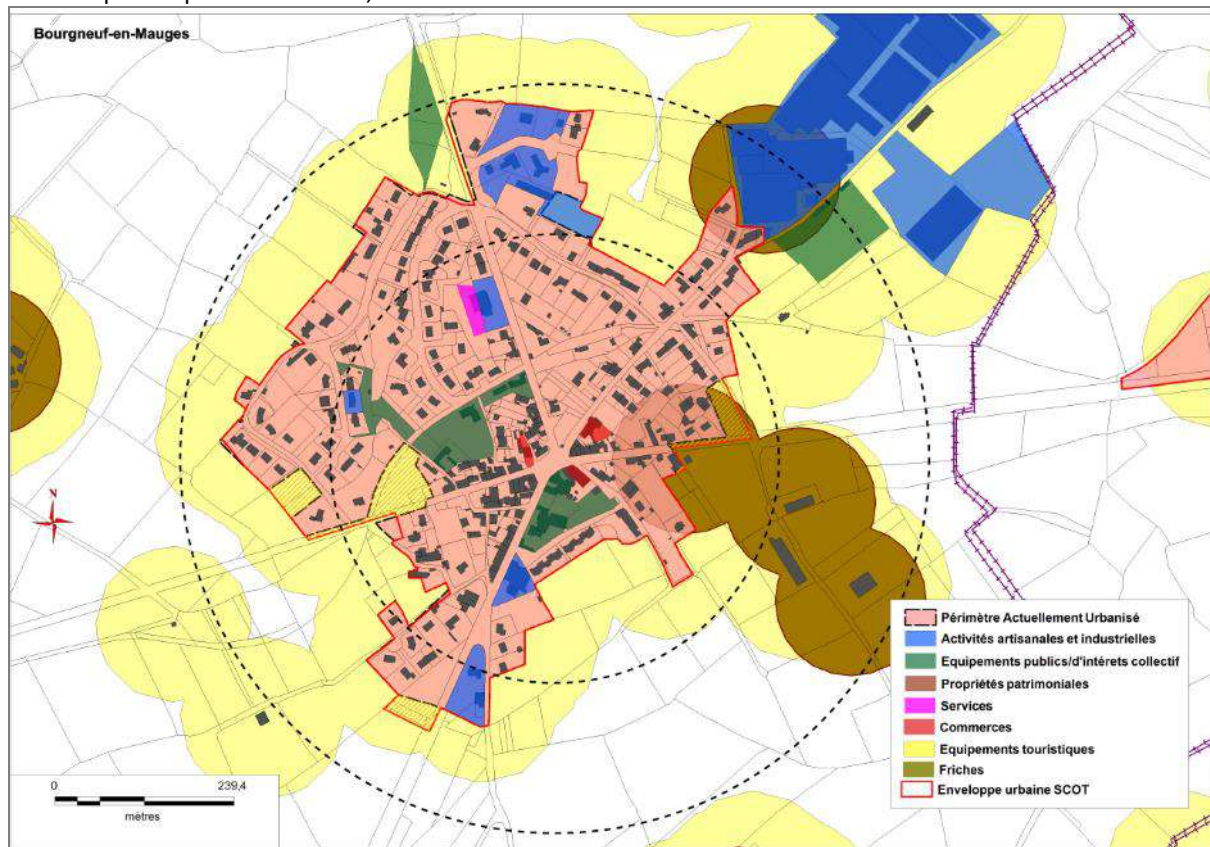 Bourgneuf-en-Mauges
N
Périmètre Actuellement Urbanisé
Activités artisanales et industrielles
Equipements publics/d'intérets collectif
Propriétés patrimoniales
Services
Commerces
Equipements touristiques
Friches
Enveloppe urbaine SCOT
0 239,4
mètres